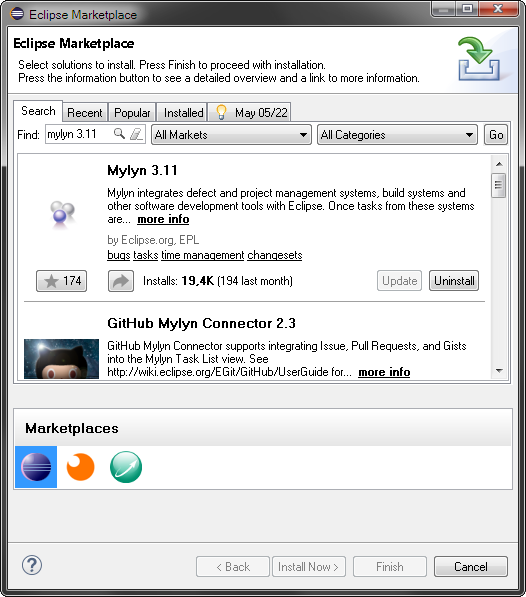 Eclipse Marketplace
Eclipse Marketplace
Select solutions to install. Press Finish to proceed with installation.
Press the information button to see a detailed overview and a link to more information.
Search Recent Popular Installed May 05/22
Find: mylyn 3.11 All Markets All Categories Go
Mylyn 3.11
Mylyn integrates defect and project management systems, build systems and
other software development tools with Eclipse. Once tasks from these systems
are... more info
by Eclipse.org, EPL
bugs tasks time management changesets
174 Installs: 19,4K (194 last month) Update Uninstall
GitHub Mylyn Connector 2.3
GitHub Mylyn Connector supports integrating Issue, Pull Requests, and Gists
into the Mylyn Task List view. See
http://wiki.eclipse.org/EGit/GitHub/UserGuide for... more info
Marketplaces
? < Back Install Now > Finish Cancel